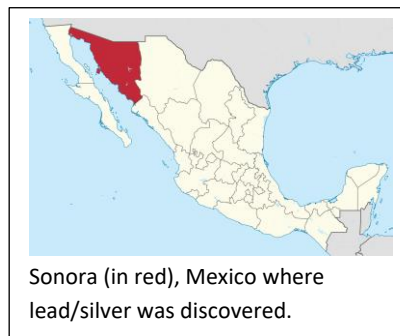 Sonora (in red), Mexico where
lead/silver was discovered.